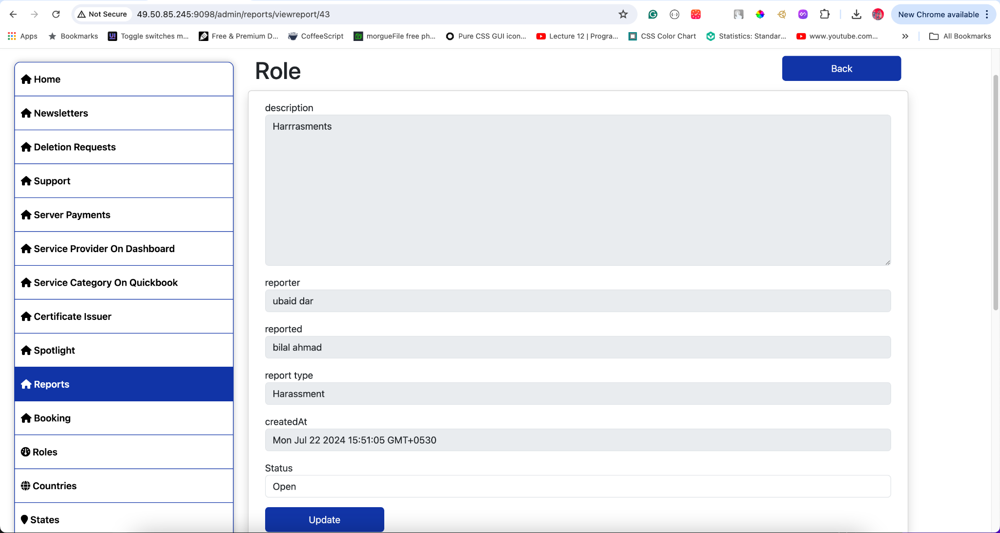 Not Secure
49.50.85.245:9098/admin/reports/viewreport/43
New Chrome available
Apps
Bookmarks
UI
Toggle switches m...
Free & Premium D...
CoffeeScript
morgueFile free ph...
Pure CSS GUI icon...
Lecture 12 | Progra...
CSS Color Chart
Statistics: Standar...
www.youtube.com...
All Bookmarks
Home
Newsletters
Deletion Requests
Support
Server Payments
Service Provider On Dashboard
Service Category On Quickbook
Certificate Issuer
Spotlight
Reports
Booking
Roles
Countries
States
Role
Back
description
Harrrasments
reporter
ubaid dar
reported
bilal ahmad
report type
Harassment
createdAt
Mon Jul 22 2024 15:51:05 GMT+0530
Status
Open
Update